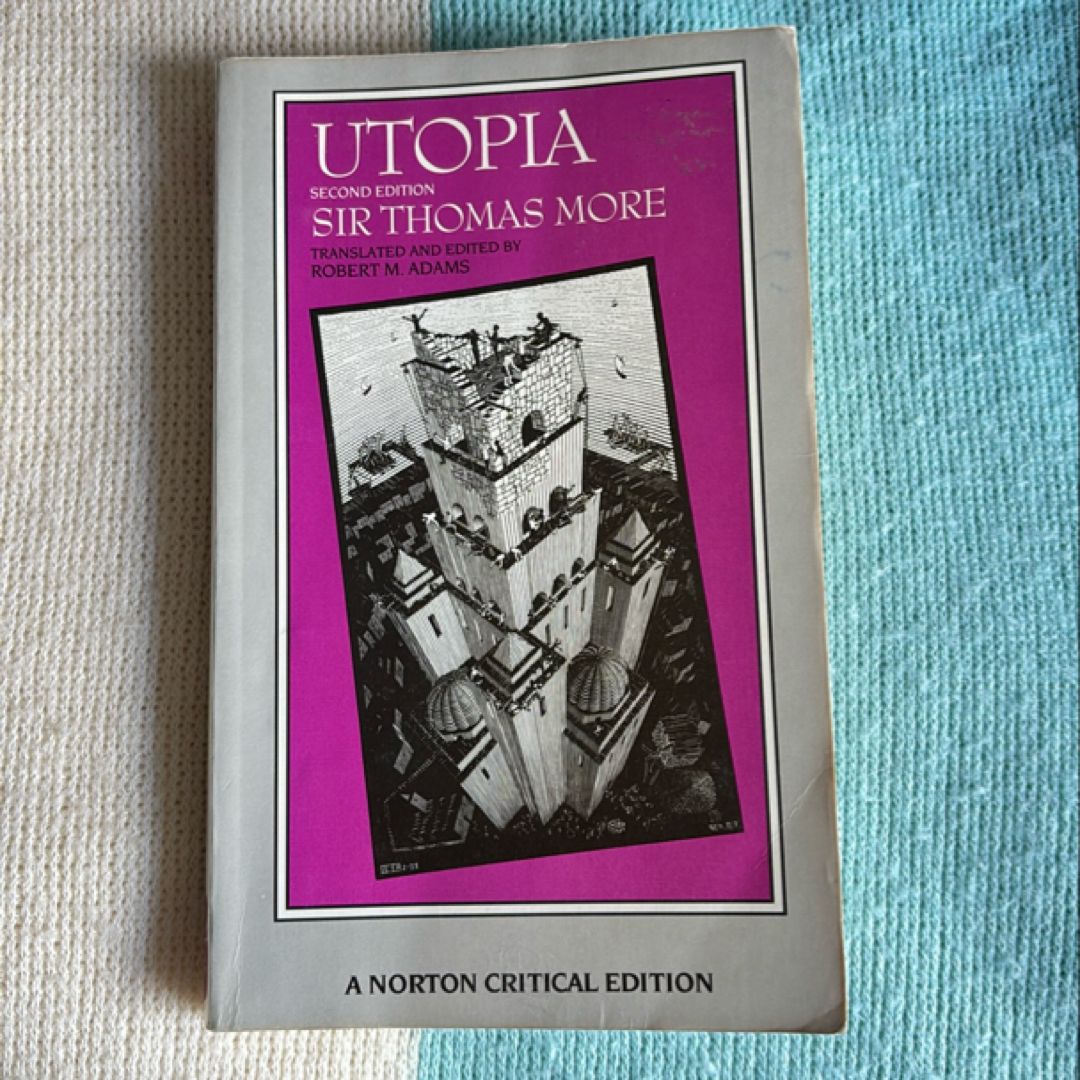 UTOPIA
SECOND EDITION
SIR THOMAS MORE
TRANSLATED AND EDITED BY
ROBERT M. ADAMS
A NORTON CRITICAL EDITION